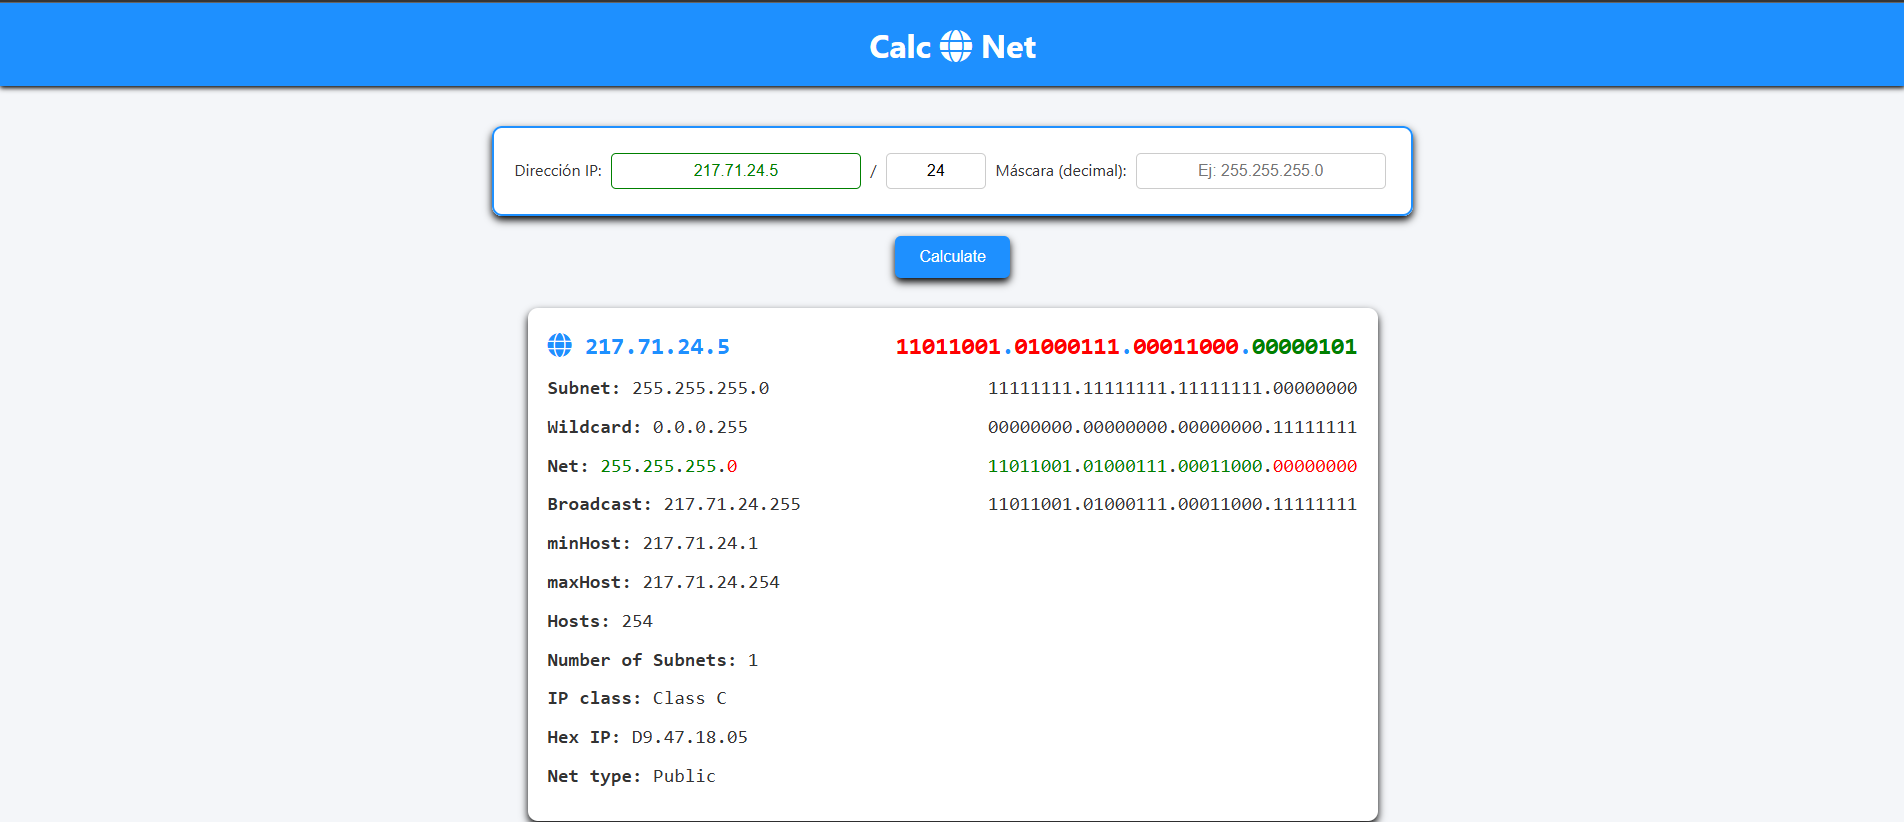 Calc Net
Dirección IP: 217.71.24.5 / 24 Máscara (decimal): Ej: 255.255.255.0
Calculate
217.71.24.5 11011001.01000111.00011000.00000101
Subnet: 255.255.255.0 11111111.11111111.11111111.00000000
Wildcard: 0.0.0.255 00000000.00000000.00000000.11111111
Net: 255.255.255.0 11011001.01000111.00011000.00000000
Broadcast: 217.71.24.255 11011001.01000111.00011000.11111111
minHost: 217.71.24.1
maxHost: 217.71.24.254
Hosts: 254
Number of Subnets: 1
IP class: Class C
Hex IP: D9.47.18.05
Net type: Public